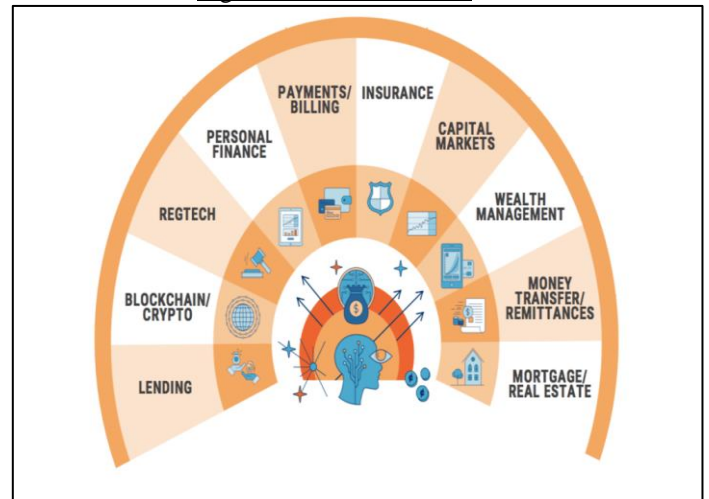 PAYMENTS/
BILLING
INSURANCE
PERSONAL
FINANCE
CAPITAL
MARKETS
REGTECH
WEALTH
MANAGEMENT
BLOCKCHAIN/
CRYPTO
MONEY
TRANSFER/
REMITTANCES
LENDING
MORTGAGE/
REAL ESTATE